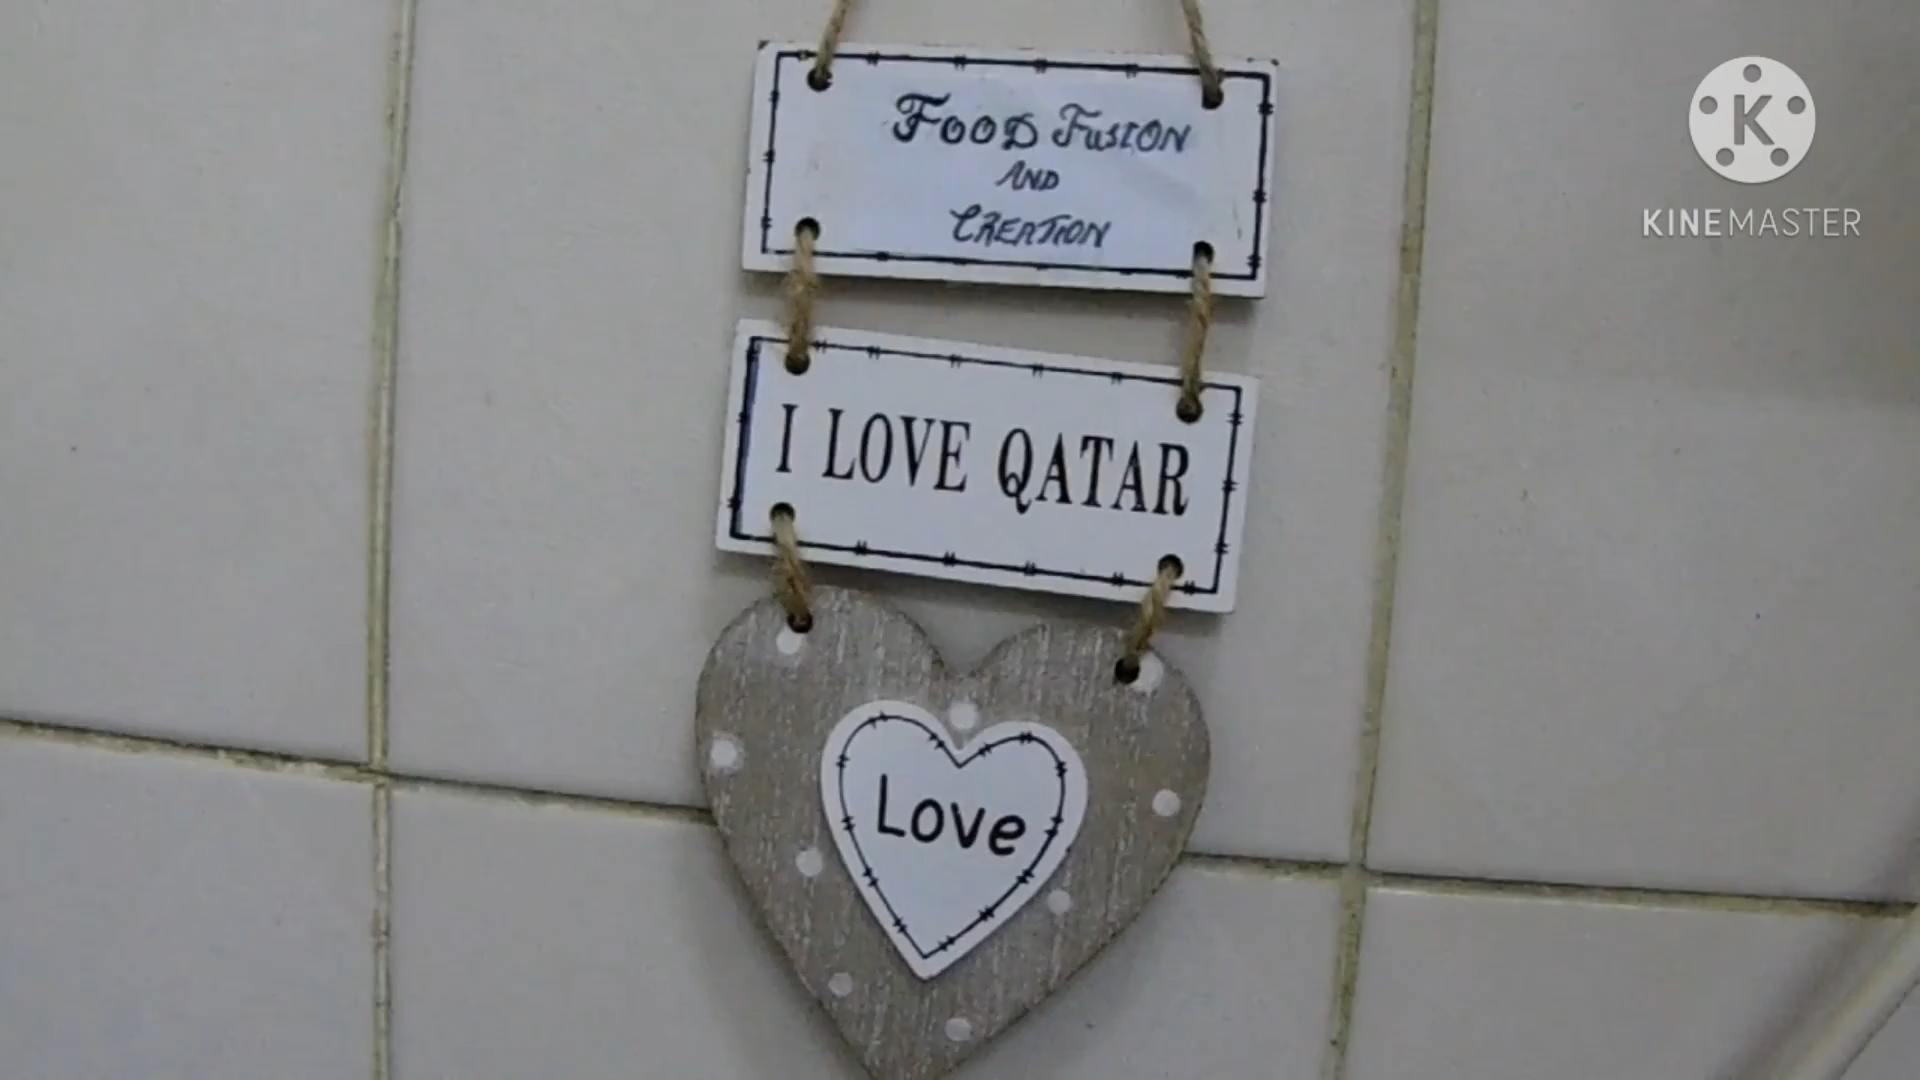 FOOD FUSION
AND
CREATION
I LOVE QATAR
Love
K
KINEMASTER